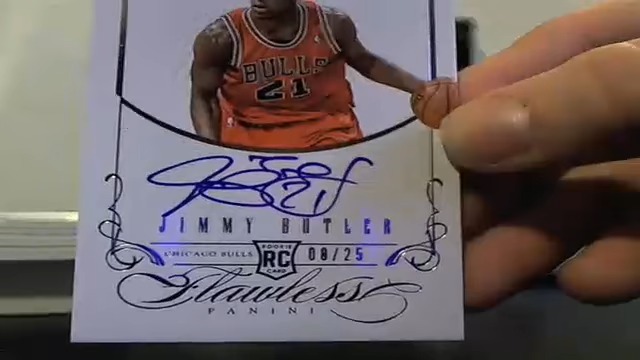 BULLS
21
JIMMY BUTLER
CHICAGO BULLS ROOKIE RC CARD 08/25
Flawless
PANINI